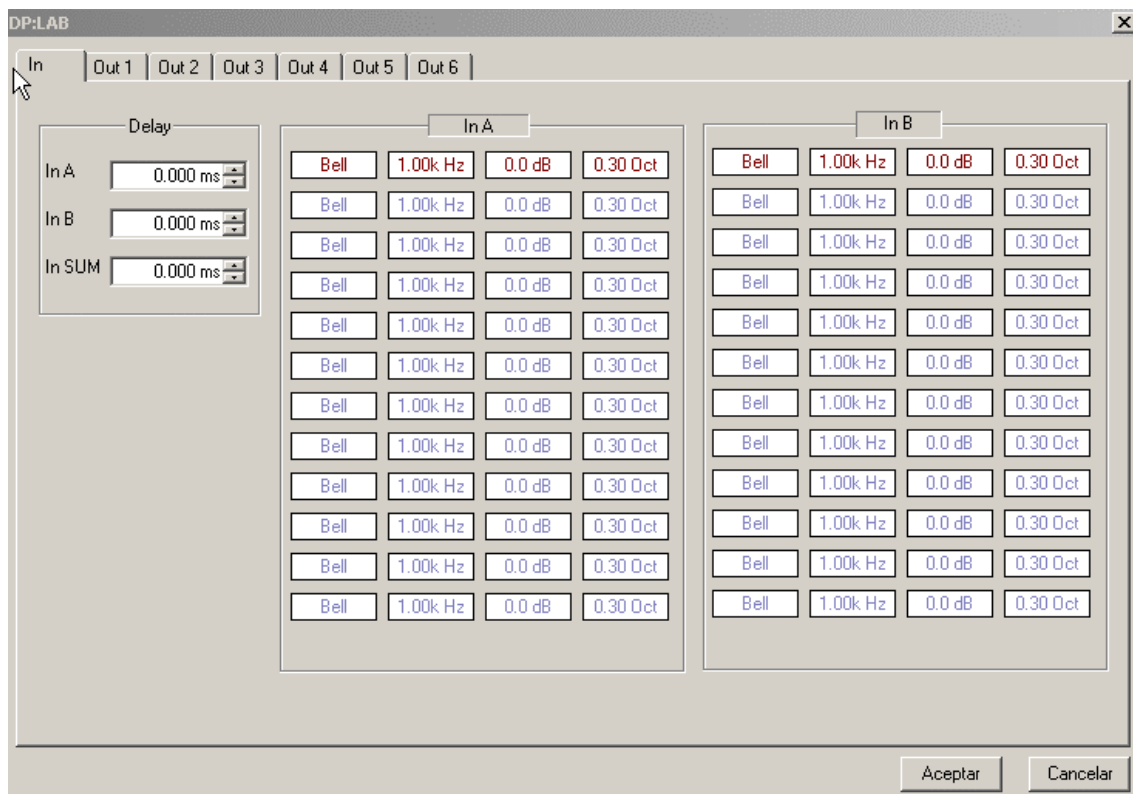 DP:LAB
In Out 1 Out 2 Out 3 Out 4 Out 5 Out 6
Delay
In A 0.000 ms
In B 0.000 ms
In SUM 0.000 ms
In A
Bell 1.00k Hz 0.0 dB 0.30 Oct
Bell 1.00k Hz 0.0 dB 0.30 Oct
Bell 1.00k Hz 0.0 dB 0.30 Oct
Bell 1.00k Hz 0.0 dB 0.30 Oct
Bell 1.00k Hz 0.0 dB 0.30 Oct
Bell 1.00k Hz 0.0 dB 0.30 Oct
Bell 1.00k Hz 0.0 dB 0.30 Oct
Bell 1.00k Hz 0.0 dB 0.30 Oct
Bell 1.00k Hz 0.0 dB 0.30 Oct
Bell 1.00k Hz 0.0 dB 0.30 Oct
Bell 1.00k Hz 0.0 dB 0.30 Oct
Bell 1.00k Hz 0.0 dB 0.30 Oct
In B
Bell 1.00k Hz 0.0 dB 0.30 Oct
Bell 1.00k Hz 0.0 dB 0.30 Oct
Bell 1.00k Hz 0.0 dB 0.30 Oct
Bell 1.00k Hz 0.0 dB 0.30 Oct
Bell 1.00k Hz 0.0 dB 0.30 Oct
Bell 1.00k Hz 0.0 dB 0.30 Oct
Bell 1.00k Hz 0.0 dB 0.30 Oct
Bell 1.00k Hz 0.0 dB 0.30 Oct
Bell 1.00k Hz 0.0 dB 0.30 Oct
Bell 1.00k Hz 0.0 dB 0.30 Oct
Bell 1.00k Hz 0.0 dB 0.30 Oct
Bell 1.00k Hz 0.0 dB 0.30 Oct
Aceptar Cancelar